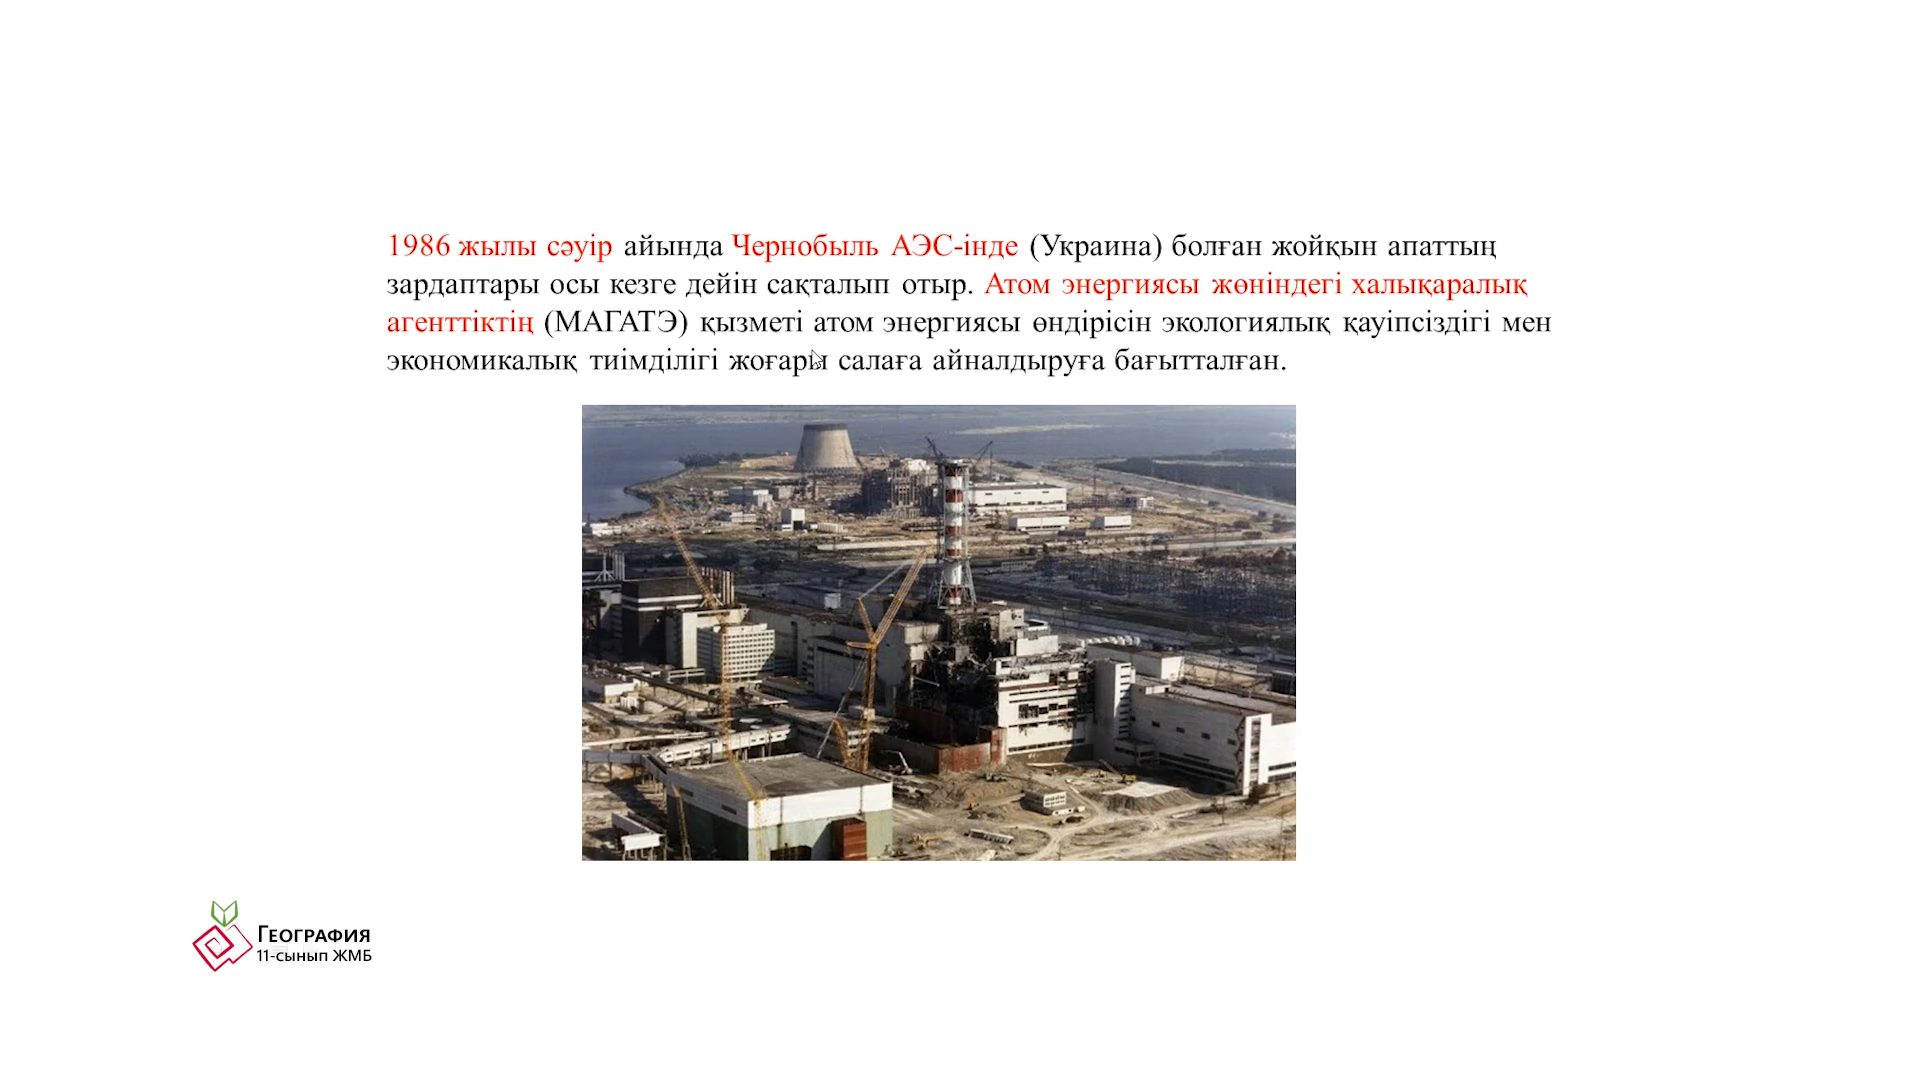 1986 жылы сәуір айында Чернобыль АЭС-інде (Украина) болған жойқын апаттың
зардаптары осы кезге дейін сақталып отыр. Атом энергиясы жөніндегі халықаралық
агенттіктің (МАГАТЭ) қызметі атом энергиясы өндірісін экологиялық қауіпсіздігі мен
экономикалық тиімділігі жоғары салаға айналдыруға бағытталған.
География
11-сынып ЖМБ